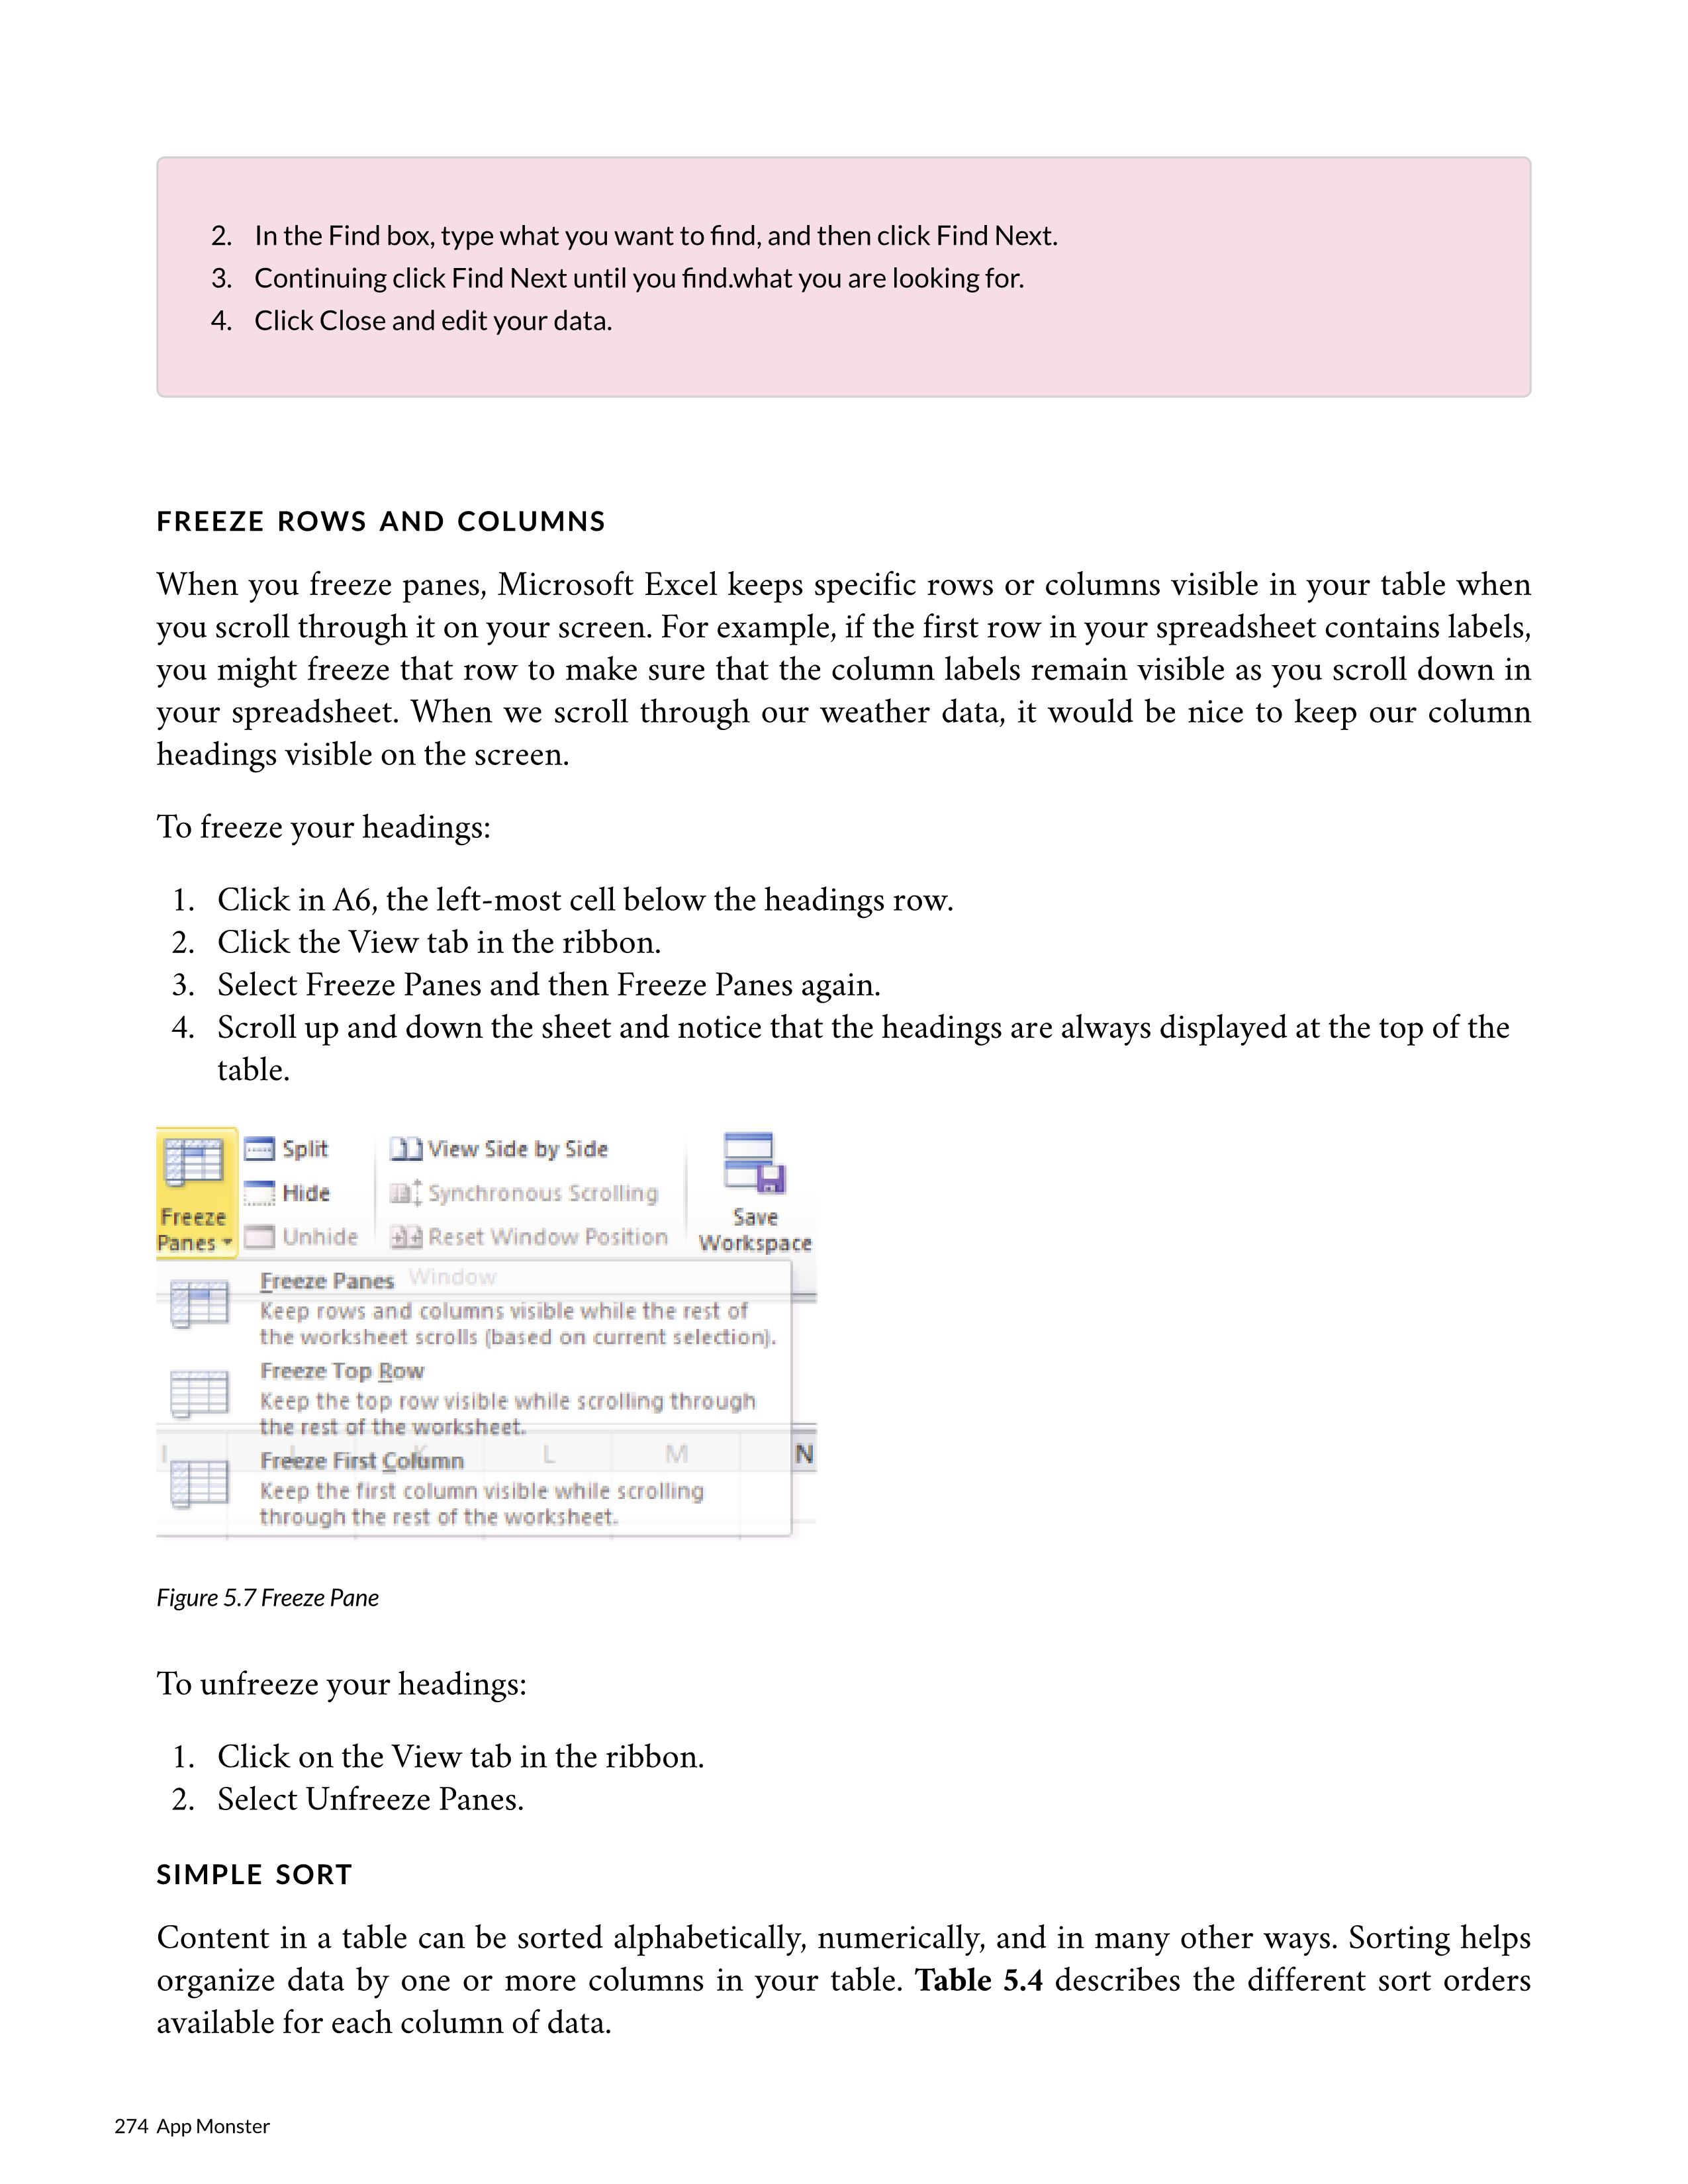 2. In the Find box, type what you want to find, and then click Find Next.
3. Continuing click Find Next until you find.what you are looking for.
4. Click Close and edit your data.
FREEZE ROWS AND COLUMNS
When you freeze panes, Microsoft Excel keeps specific rows or columns visible in your table when
you scroll through it on your screen. For example, if the first row in your spreadsheet contains labels,
you might freeze that row to make sure that the column labels remain visible as you scroll down in
your spreadsheet. When we scroll through our weather data, it would be nice to keep our column
headings visible on the screen.
To freeze your headings:
1. Click in A6, the left-most cell below the headings row.
2. Click the View tab in the ribbon.
3. Select Freeze Panes and then Freeze Panes again.
4. Scroll up and down the sheet and notice that the headings are always displayed at the top of the
table.
Split View Side by Side
Hide Synchronous Scrolling
Freeze Save
Unhide Reset Window Position
Panes Workspace
Freeze Panes Window
Keep rows and columns visible while the rest of
the worksheet scrolls (based on current selection).
Freeze Top Row
Keep the top row visible while scrolling through
the rest of the worksheet.
I J K L M N
Freeze First Column
Keep the first column visible while scrolling
through the rest of the worksheet.
Figure 5.7 Freeze Pane
To unfreeze your headings:
1. Click on the View tab in the ribbon.
2. Select Unfreeze Panes.
SIMPLE SORT
Content in a table can be sorted alphabetically, numerically, and in many other ways. Sorting helps
organize data by one or more columns in your table. Table 5.4 describes the different sort orders
available for each column of data.
274 App Monster